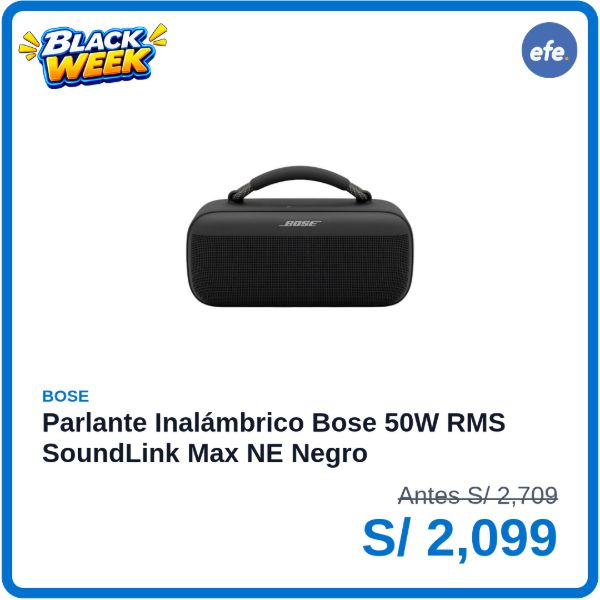 BLACK
WEEK
efe.
BOSE
BOSE
Parlante Inalámbrico Bose 50W RMS
SoundLink Max NE Negro
Antes S/ 2,709
S/ 2,099